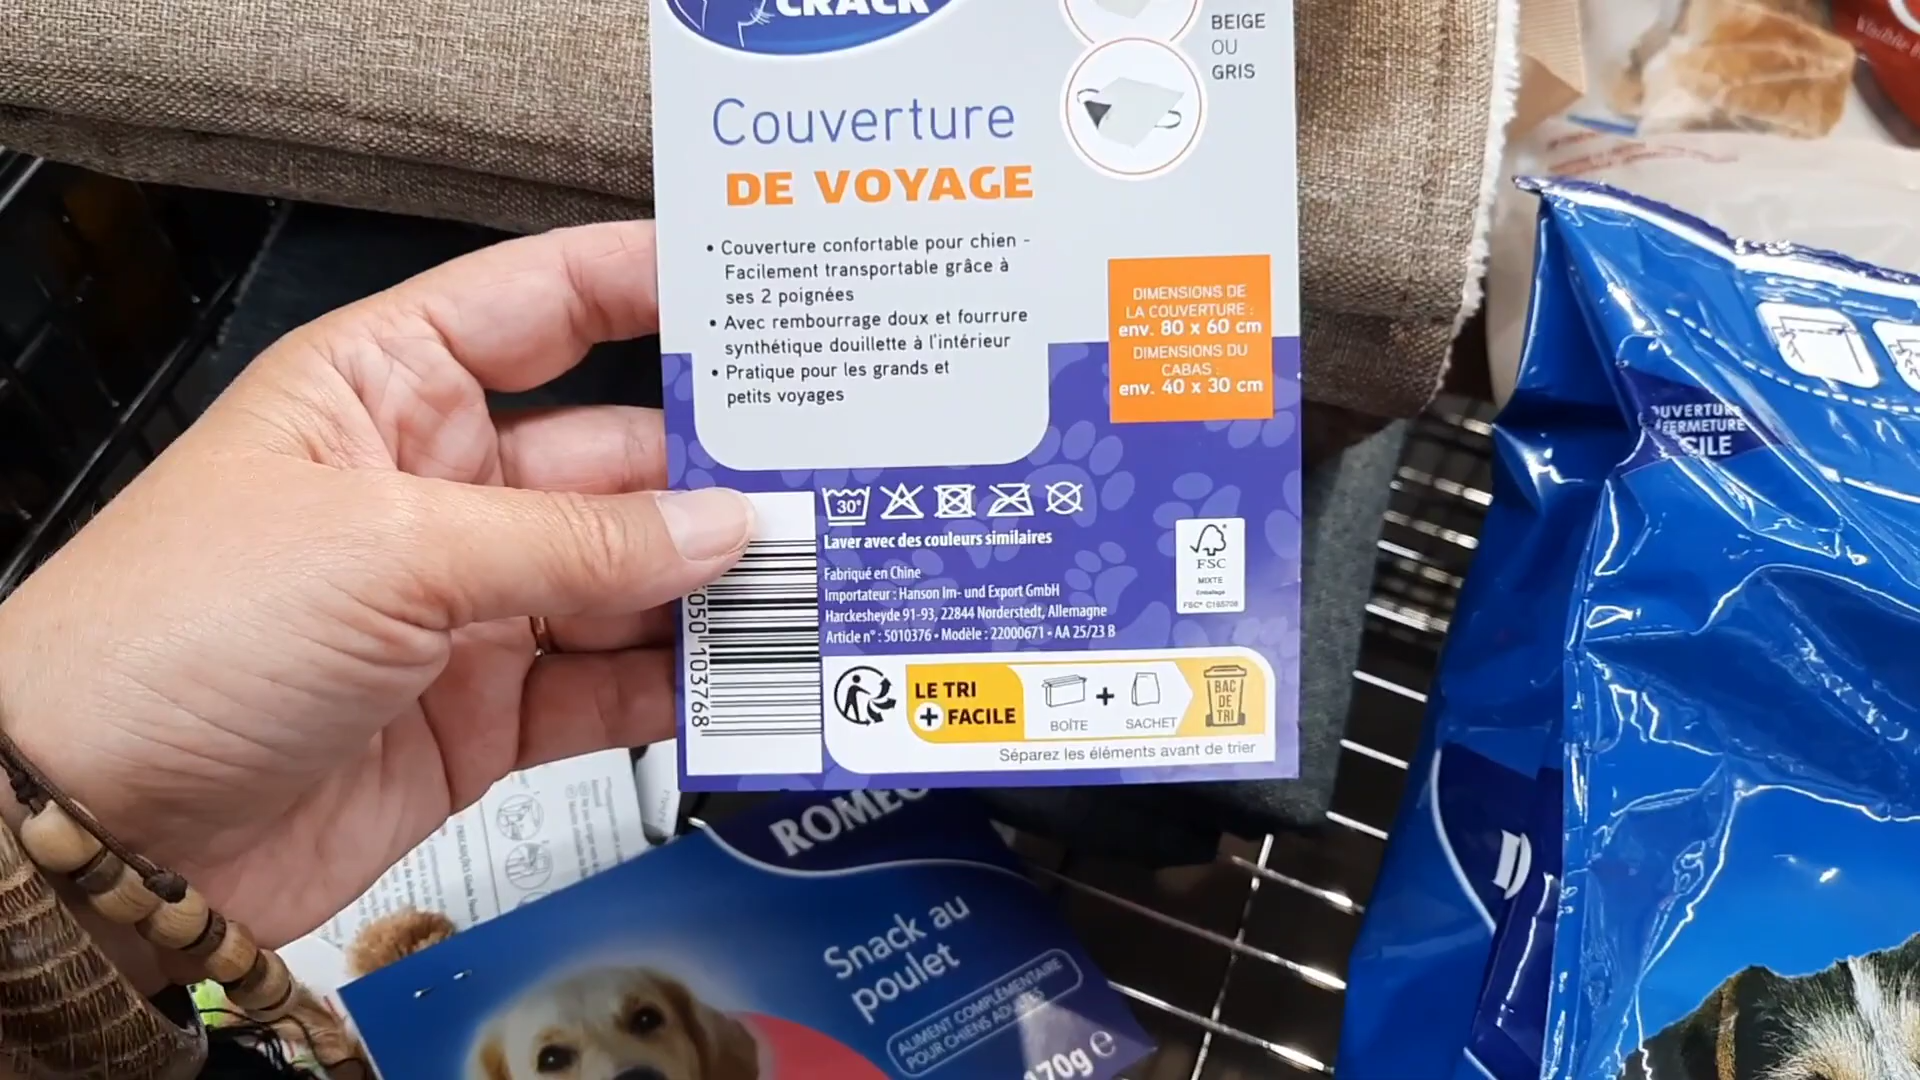 CRACK
BEIGE
OU
GRIS
Couverture
DE VOYAGE
• Couverture confortable pour chien -
Facilement transportable grâce à
ses 2 poignées
• Avec rembourrage doux et fourrure
synthétique douillette à l'intérieur
• Pratique pour les grands et
petits voyages
DIMENSIONS DE
LA COUVERTURE :
env. 80 x 60 cm
DIMENSIONS DU
CABAS :
env. 40 x 30 cm
30°
Laver avec des couleurs similaires
Fabriqué en Chine
Importateur : Hanson Im- und Export GmbH
Harckesheyde 91-93, 22844 Norderstedt, Allemagne
Article n° : 5010376 • Modèle : 22000671 • AA 25/23 B
FSC
MIXTE
Emballage
FSC® C165708
050 103768
LE TRI
+ FACILE
BOÎTE
+
SACHET
BAC
DE
TRI
Séparez les éléments avant de trier
ROMEO
Snack au
poulet
ALIMENT COMPLÉMENTAIRE
POUR CHIENS ADULTES
170g e
OUVERTURE
FERMETURE